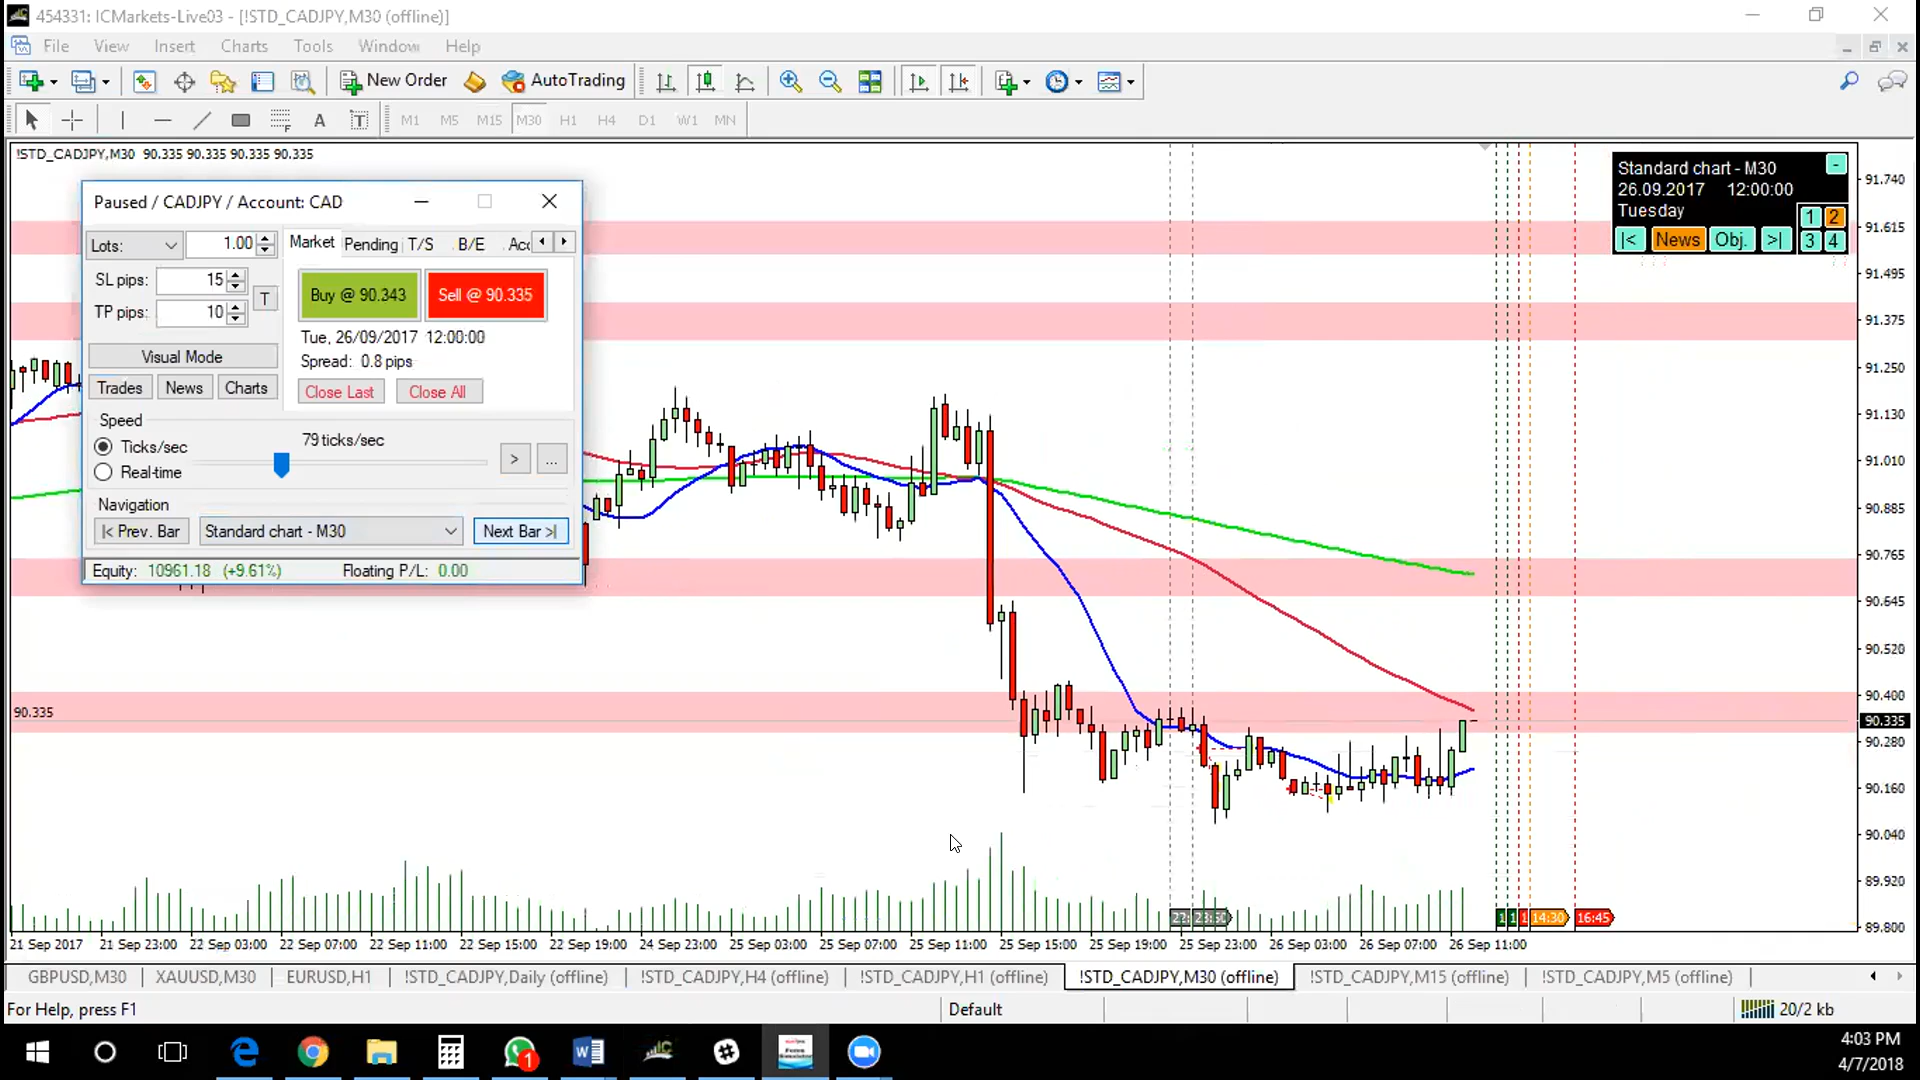 454331: ICMarkets-Live03 - [!STD_CADJPY,M30 (offline)]
File View Insert Charts Tools Window Help
New Order AutoTrading
A T M1 M5 M15 M30 H1 H4 D1 W1 MN
!STD_CADJPY,M30 90.335 90.335 90.335 90.335
Standard chart - M30
26.09.2017 12:00:00
Tuesday
|< News Obj. >|
1 2
3 4
Paused / CADJPY / Account: CAD
Lots: 1.00
SL pips: 15
TP pips: 10
T
Market Pending T/S B/E
Buy @ 90.343 Sell @ 90.335
Tue, 26/09/2017 12:00:00
Spread: 0.8 pips
Close Last Close All
Visual Mode
Trades News Charts
Speed
Ticks/sec
Real-time
79 ticks/sec
> ...
Navigation
|< Prev. Bar Standard chart - M30 Next Bar >|
Equity: 10961.18 (+9.61%) Floating P/L: 0.00
90.335
91.740
91.615
91.495
91.375
91.250
91.130
91.010
90.885
90.765
90.645
90.520
90.400
90.335
90.280
90.160
90.040
89.920
89.800
14:30 16:45
21 Sep 2017 21 Sep 23:00 22 Sep 03:00 22 Sep 07:00 22 Sep 11:00 22 Sep 15:00 22 Sep 19:00 24 Sep 23:00 25 Sep 03:00 25 Sep 07:00 25 Sep 11:00 25 Sep 15:00 25 Sep 19:00 25 Sep 23:00 26 Sep 03:00 26 Sep 07:00 26 Sep 11:00
GBPUSD,M30 XAUUSD,M30 EURUSD,H1 !STD_CADJPY,Daily (offline) !STD_CADJPY,H4 (offline) !STD_CADJPY,H1 (offline) !STD_CADJPY,M30 (offline) !STD_CADJPY,M15 (offline) !STD_CADJPY,M5 (offline)
For Help, press F1 Default 20/2 kb
4:03 PM
4/7/2018